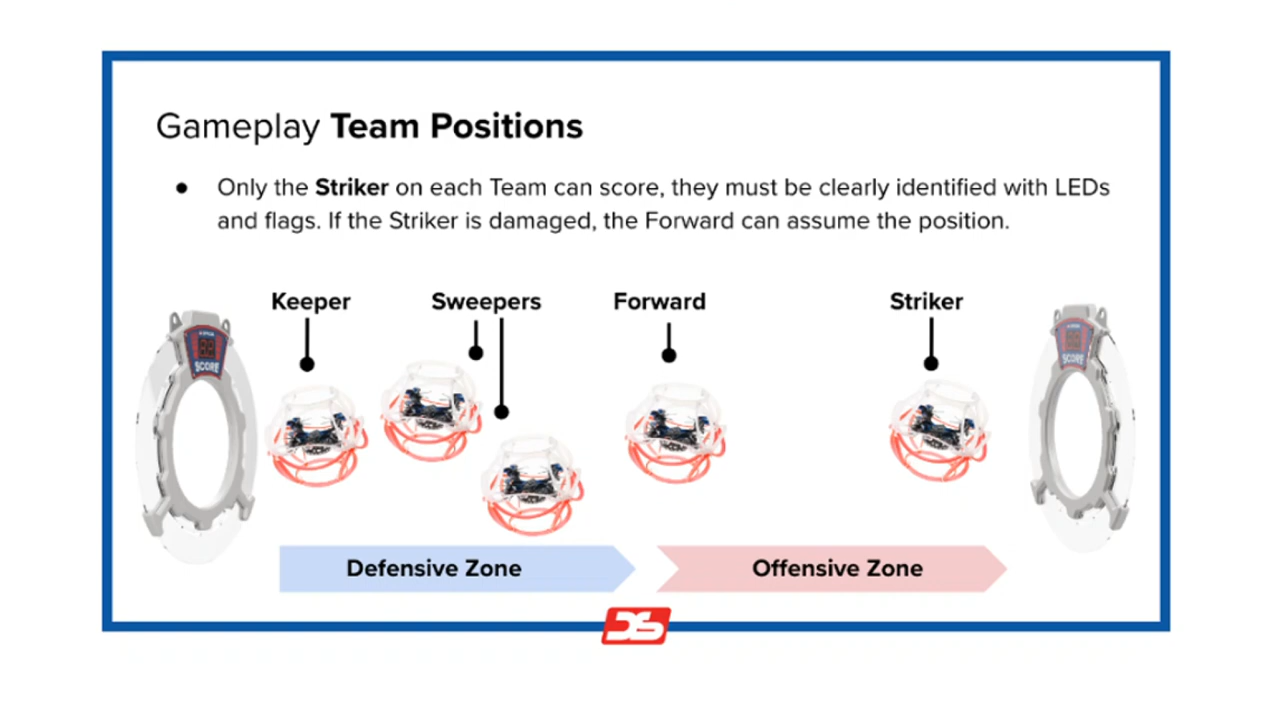 Gameplay Team Positions
● Only the Striker on each Team can score, they must be clearly identified with LEDs
and flags. If the Striker is damaged, the Forward can assume the position.
Keeper Sweepers Forward Striker
SCORE
SCORE
Defensive Zone Offensive Zone